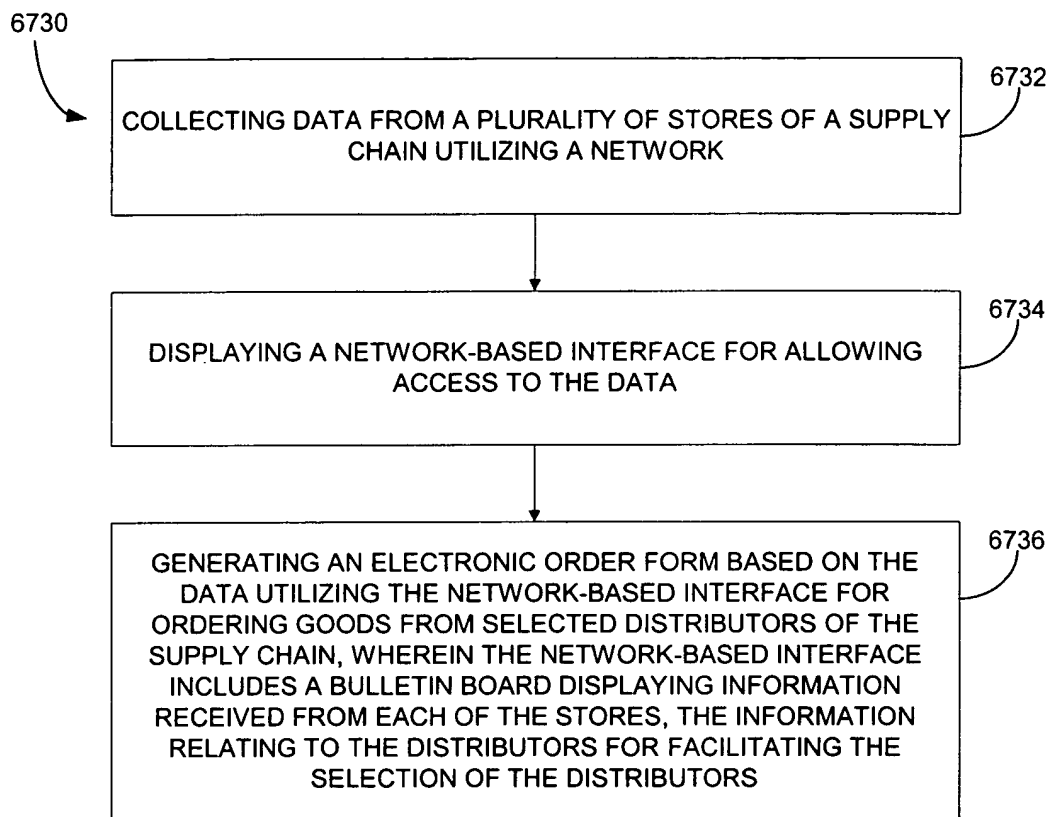 6730
6732
COLLECTING DATA FROM A PLURALITY OF STORES OF A SUPPLY
CHAIN UTILIZING A NETWORK
6734
DISPLAYING A NETWORK-BASED INTERFACE FOR ALLOWING
ACCESS TO THE DATA
6736
GENERATING AN ELECTRONIC ORDER FORM BASED ON THE
DATA UTILIZING THE NETWORK-BASED INTERFACE FOR
ORDERING GOODS FROM SELECTED DISTRIBUTORS OF THE
SUPPLY CHAIN, WHEREIN THE NETWORK-BASED INTERFACE
INCLUDES A BULLETIN BOARD DISPLAYING INFORMATION
RECEIVED FROM EACH OF THE STORES, THE INFORMATION
RELATING TO THE DISTRIBUTORS FOR FACILITATING THE
SELECTION OF THE DISTRIBUTORS